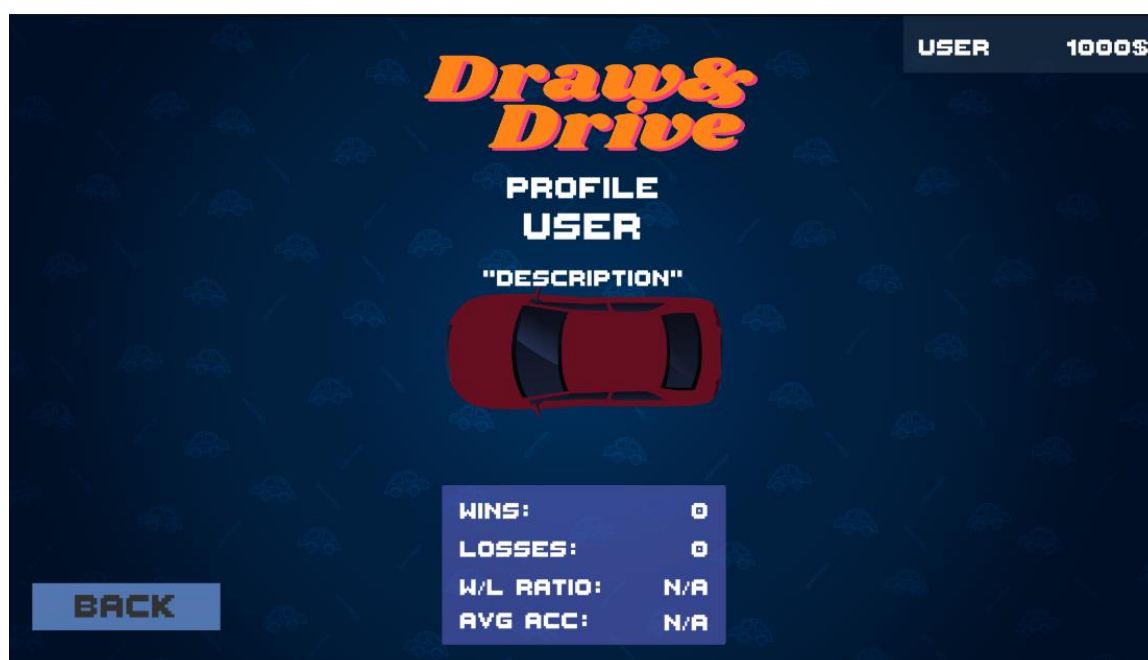 USER 1000$
Draw&
Drive
PROFILE
USER
"DESCRIPTION"
WINS: 0
LOSSES: 0
W/L RATIO: N/A
AVG ACC: N/A
BACK